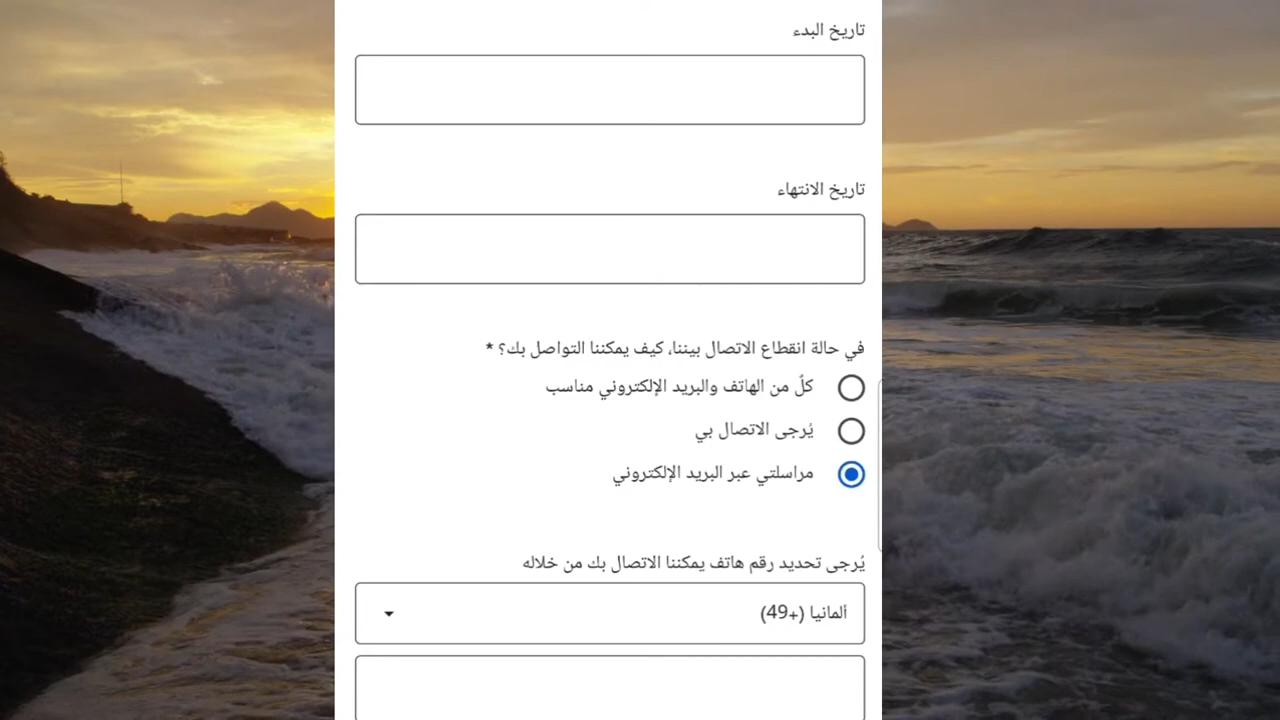 تاريخ البدء
تاريخ الانتهاء
في حالة انقطاع الاتصال بيننا، كيف يمكننا التواصل بك؟ *
كلٌ من الهاتف والبريد الإلكتروني مناسب
يُرجى الاتصال بي
مراسلتي عبر البريد الإلكتروني
يُرجى تحديد رقم هاتف يمكننا الاتصال بك من خلاله
ألمانيا (+49)